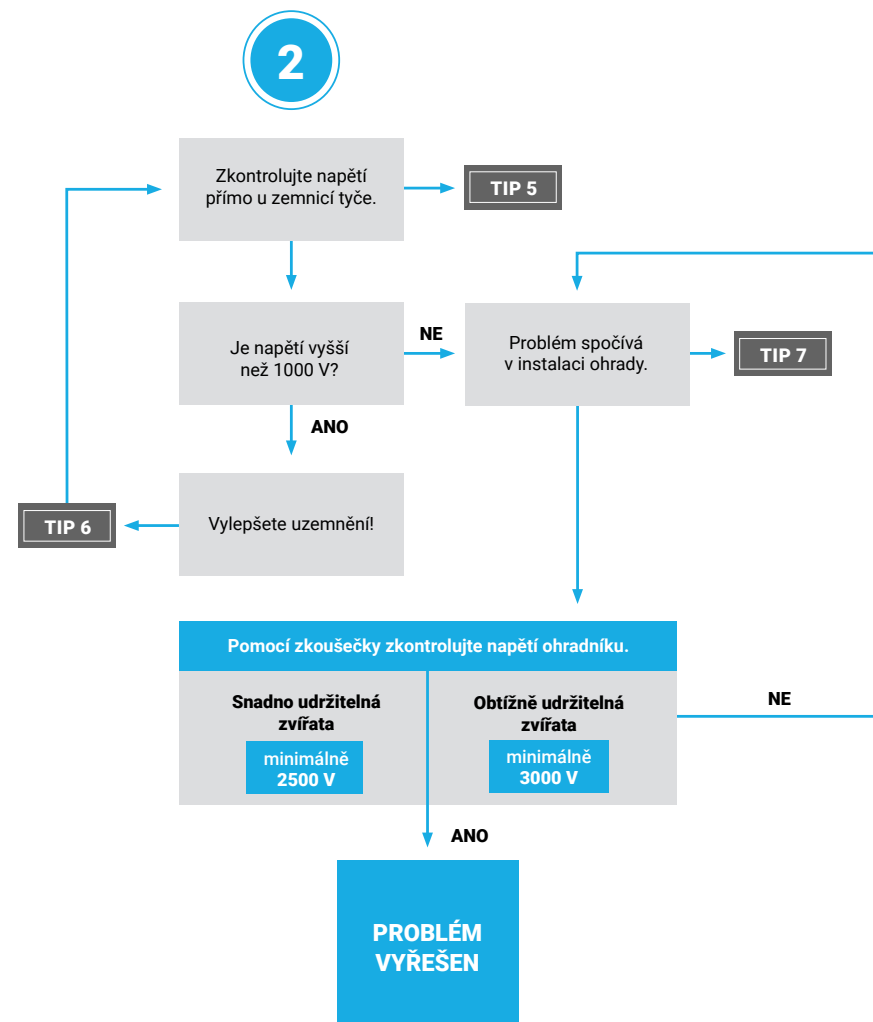 2
Zkontrolujte napětí
přímo u zemnicí tyče.
TIP 5
Je napětí vyšší
než 1000 V?
NE
Problém spočívá
v instalaci ohrady.
TIP 7
ANO
Vylepšete uzemnění!
TIP 6
Pomocí zkoušečky zkontrolujte napětí ohradníku.
Snadno udržitelná
zvířata
minimálně
2500 V
Obtížně udržitelná
zvířata
minimálně
3000 V
NE
ANO
PROBLÉM
VYŘEŠEN